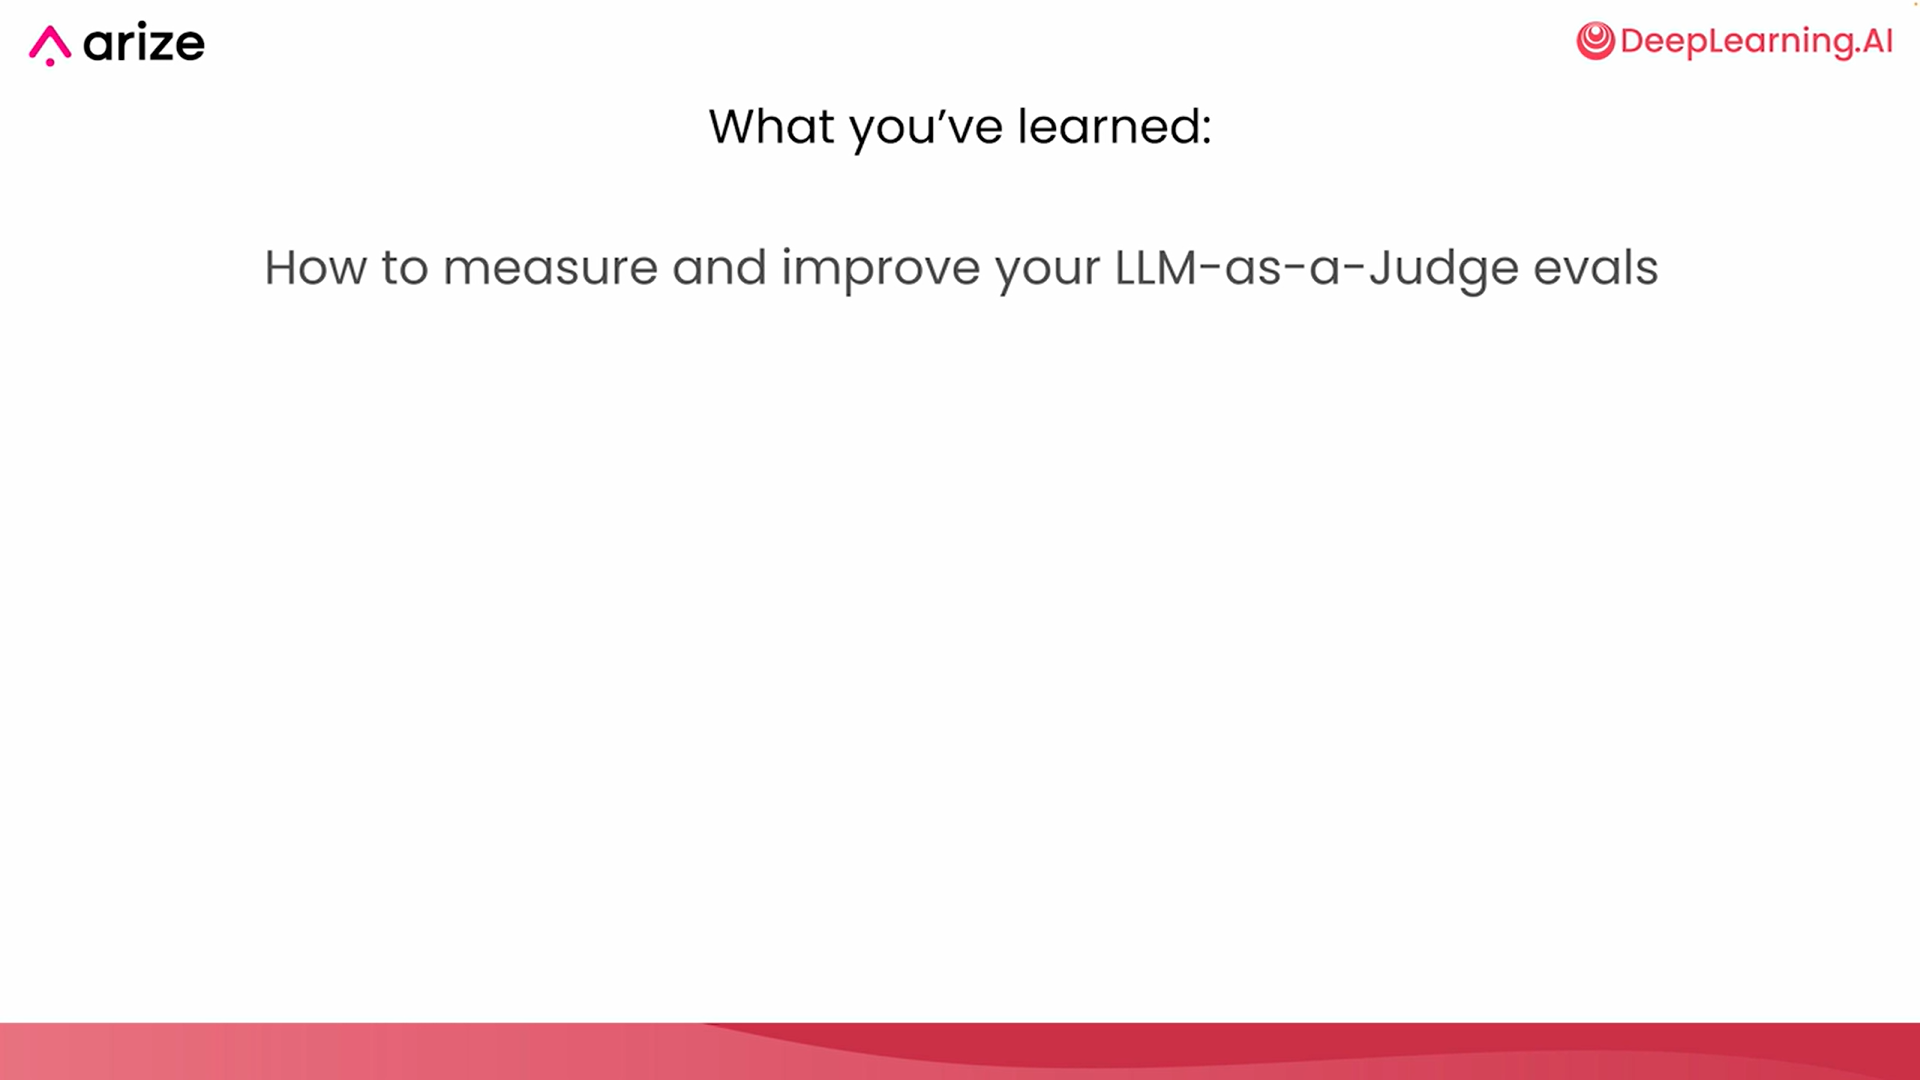 arize
DeepLearning.AI
What you’ve learned:
How to measure and improve your LLM-as-a-Judge evals